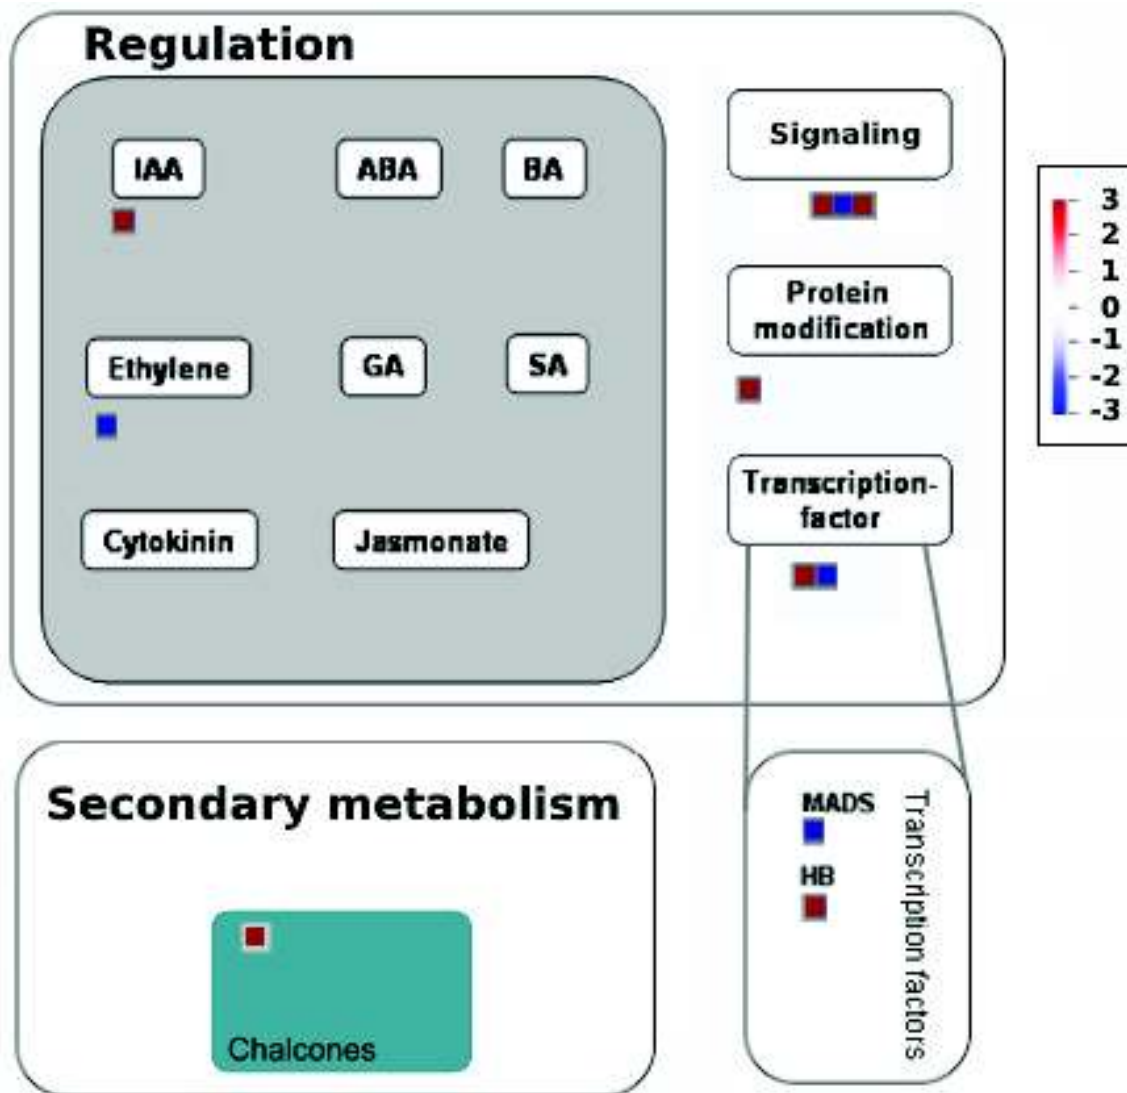 Regulation
IAA
ABA
BA
Ethylene
GA
SA
Cytokinin
Jasmonate
Signaling
Protein
modification
Transcription-
factor
3
2
1
0
-1
-2
-3
Secondary metabolism
Chalcones
MADS
HB
Transcription factors